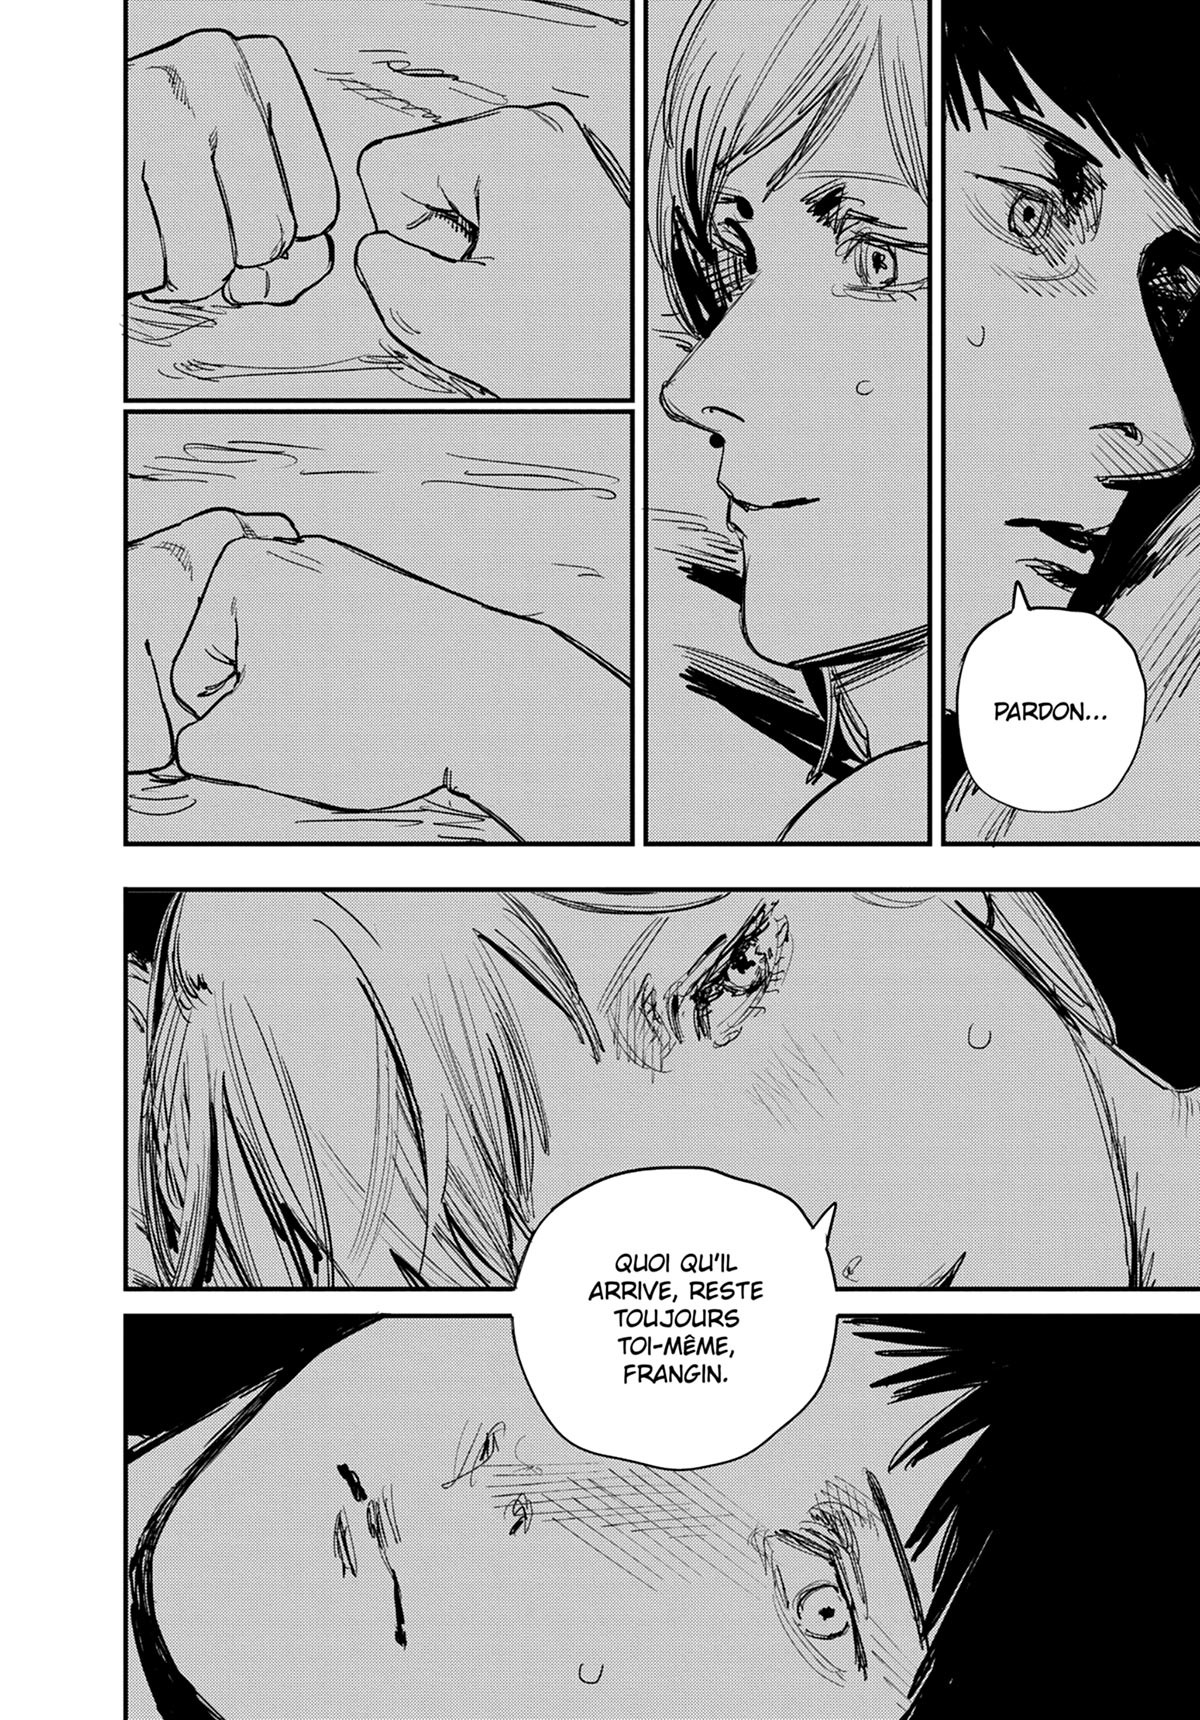 PARDON...
QUOI QU'IL
ARRIVE, RESTE
TOUJOURS
TOI-MÊME,
FRANGIN.